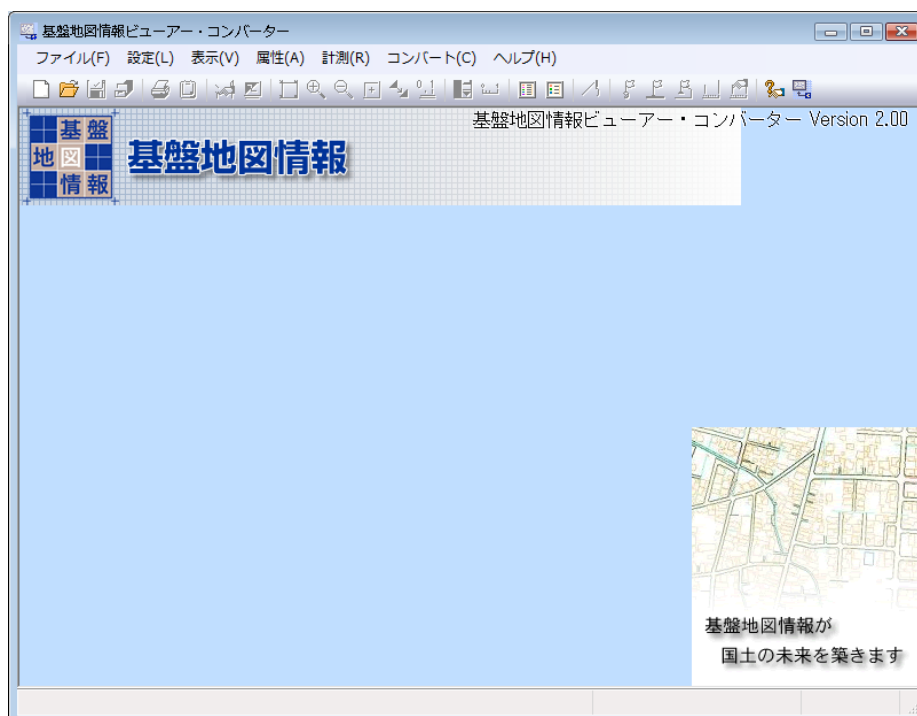 基盤地図情報ビューアー・コンバーター
ファイル(F) 設定(L) 表示(V) 属性(A) 計測(R) コンバート(C) ヘルプ(H)
基盤地図情報ビューアー・コンバーター Version 2.00
基盤
地図
情報
基盤地図情報
基盤地図情報が
国土の未来を築きます